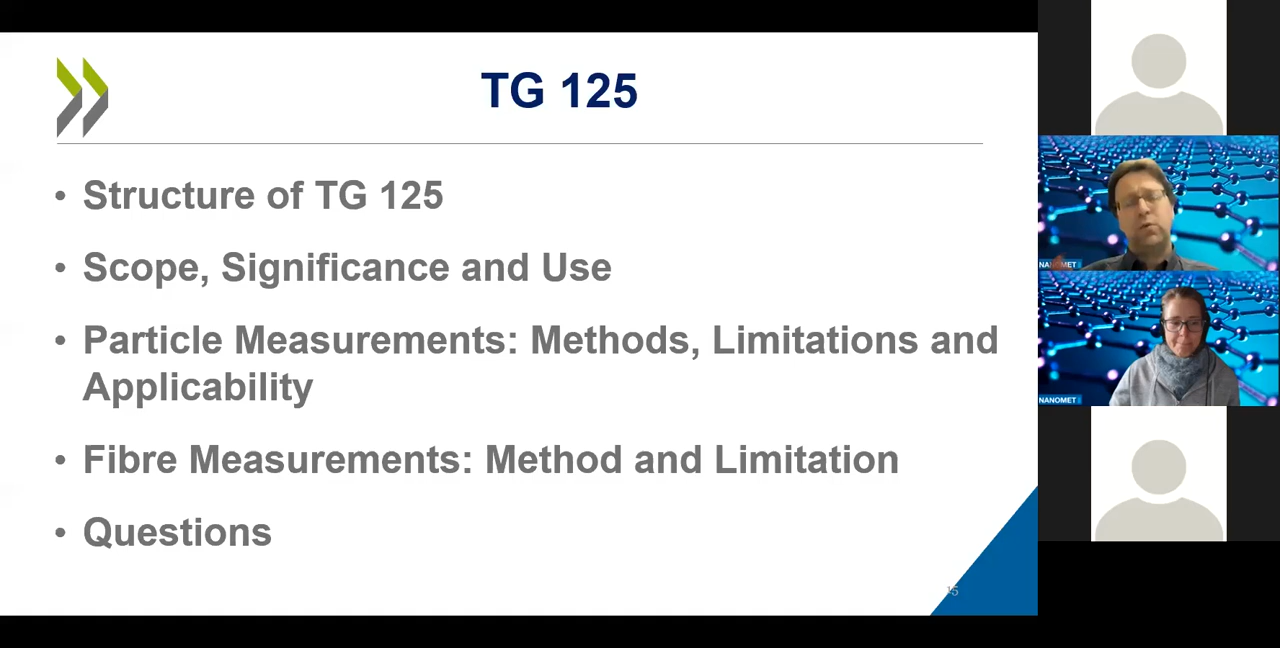 TG 125
• Structure of TG 125
• Scope, Significance and Use
• Particle Measurements: Methods, Limitations and
Applicability
• Fibre Measurements: Method and Limitation
• Questions
NANOMET
NANOMET